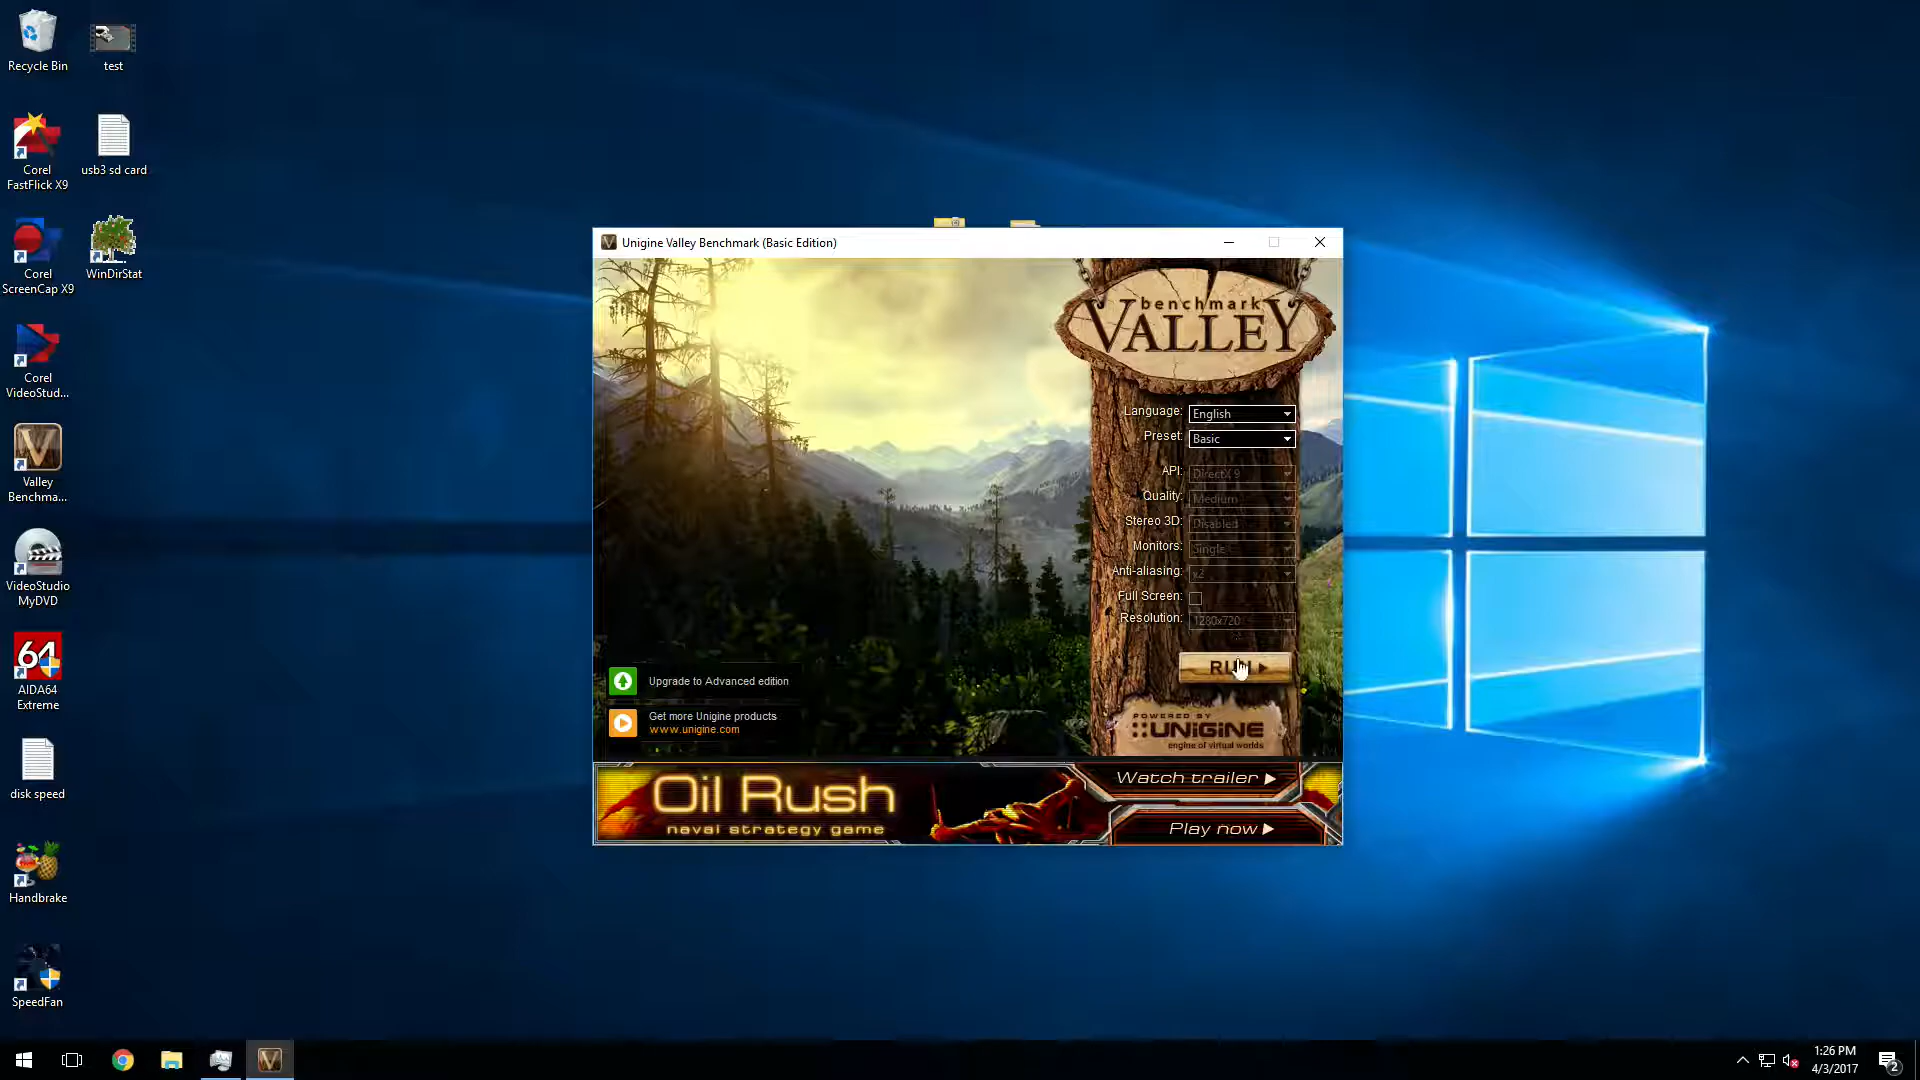 Recycle Bin
test
Corel
FastFlick X9
usb3 sd card
Corel
ScreenCap X9
WinDirStat
Corel
VideoStud...
Valley
Benchma...
VideoStudio
MyDVD
64
AIDA64
Extreme
disk speed
Handbrake
SpeedFan
Unigine Valley Benchmark (Basic Edition)
benchmark
VALLEY
Language: English
Preset: Basic
API: DirectX 9
Quality: Medium
Stereo 3D: Disabled
Monitors: Single
Anti-aliasing: x2
Full Screen:
Resolution: 1280x720
RUN
Upgrade to Advanced edition
Get more Unigine products
www.unigine.com
POWERED BY
UNIGINE
engine of virtual worlds
Oil Rush
naval strategy game
Watch trailer
Play now
1:26 PM
4/3/2017
2